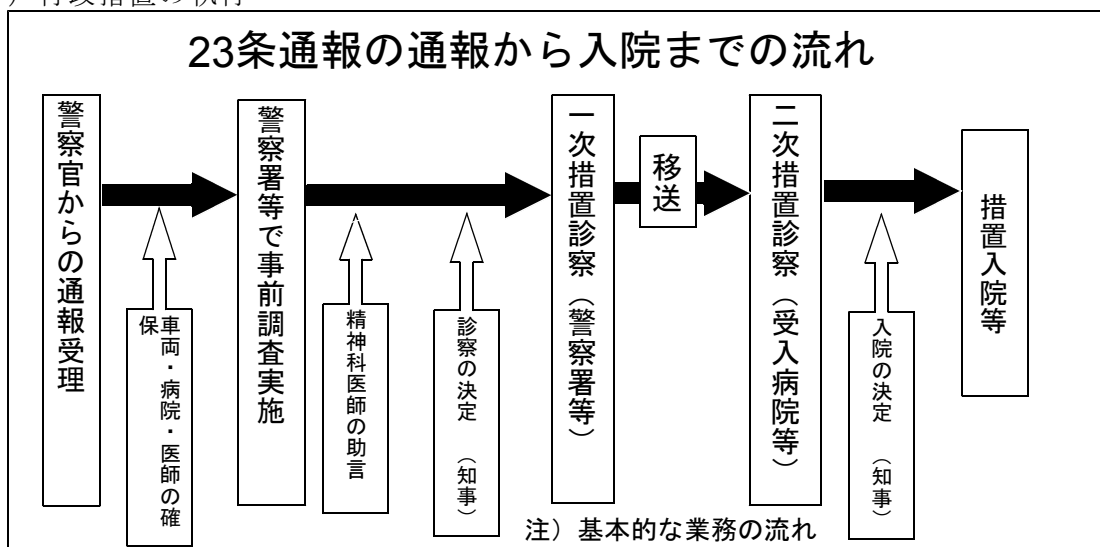 23条通報の通報から入院までの流れ
警察官からの通報受理
車両・病院・医師の確
保
警察署等で事前調査実施
精神科医師の助言
診察の決定 (知事)
一次措置診察(警察署等)
移送
二次措置診察(受入病院等)
入院の決定 (知事)
措置入院等
注)基本的な業務の流れ